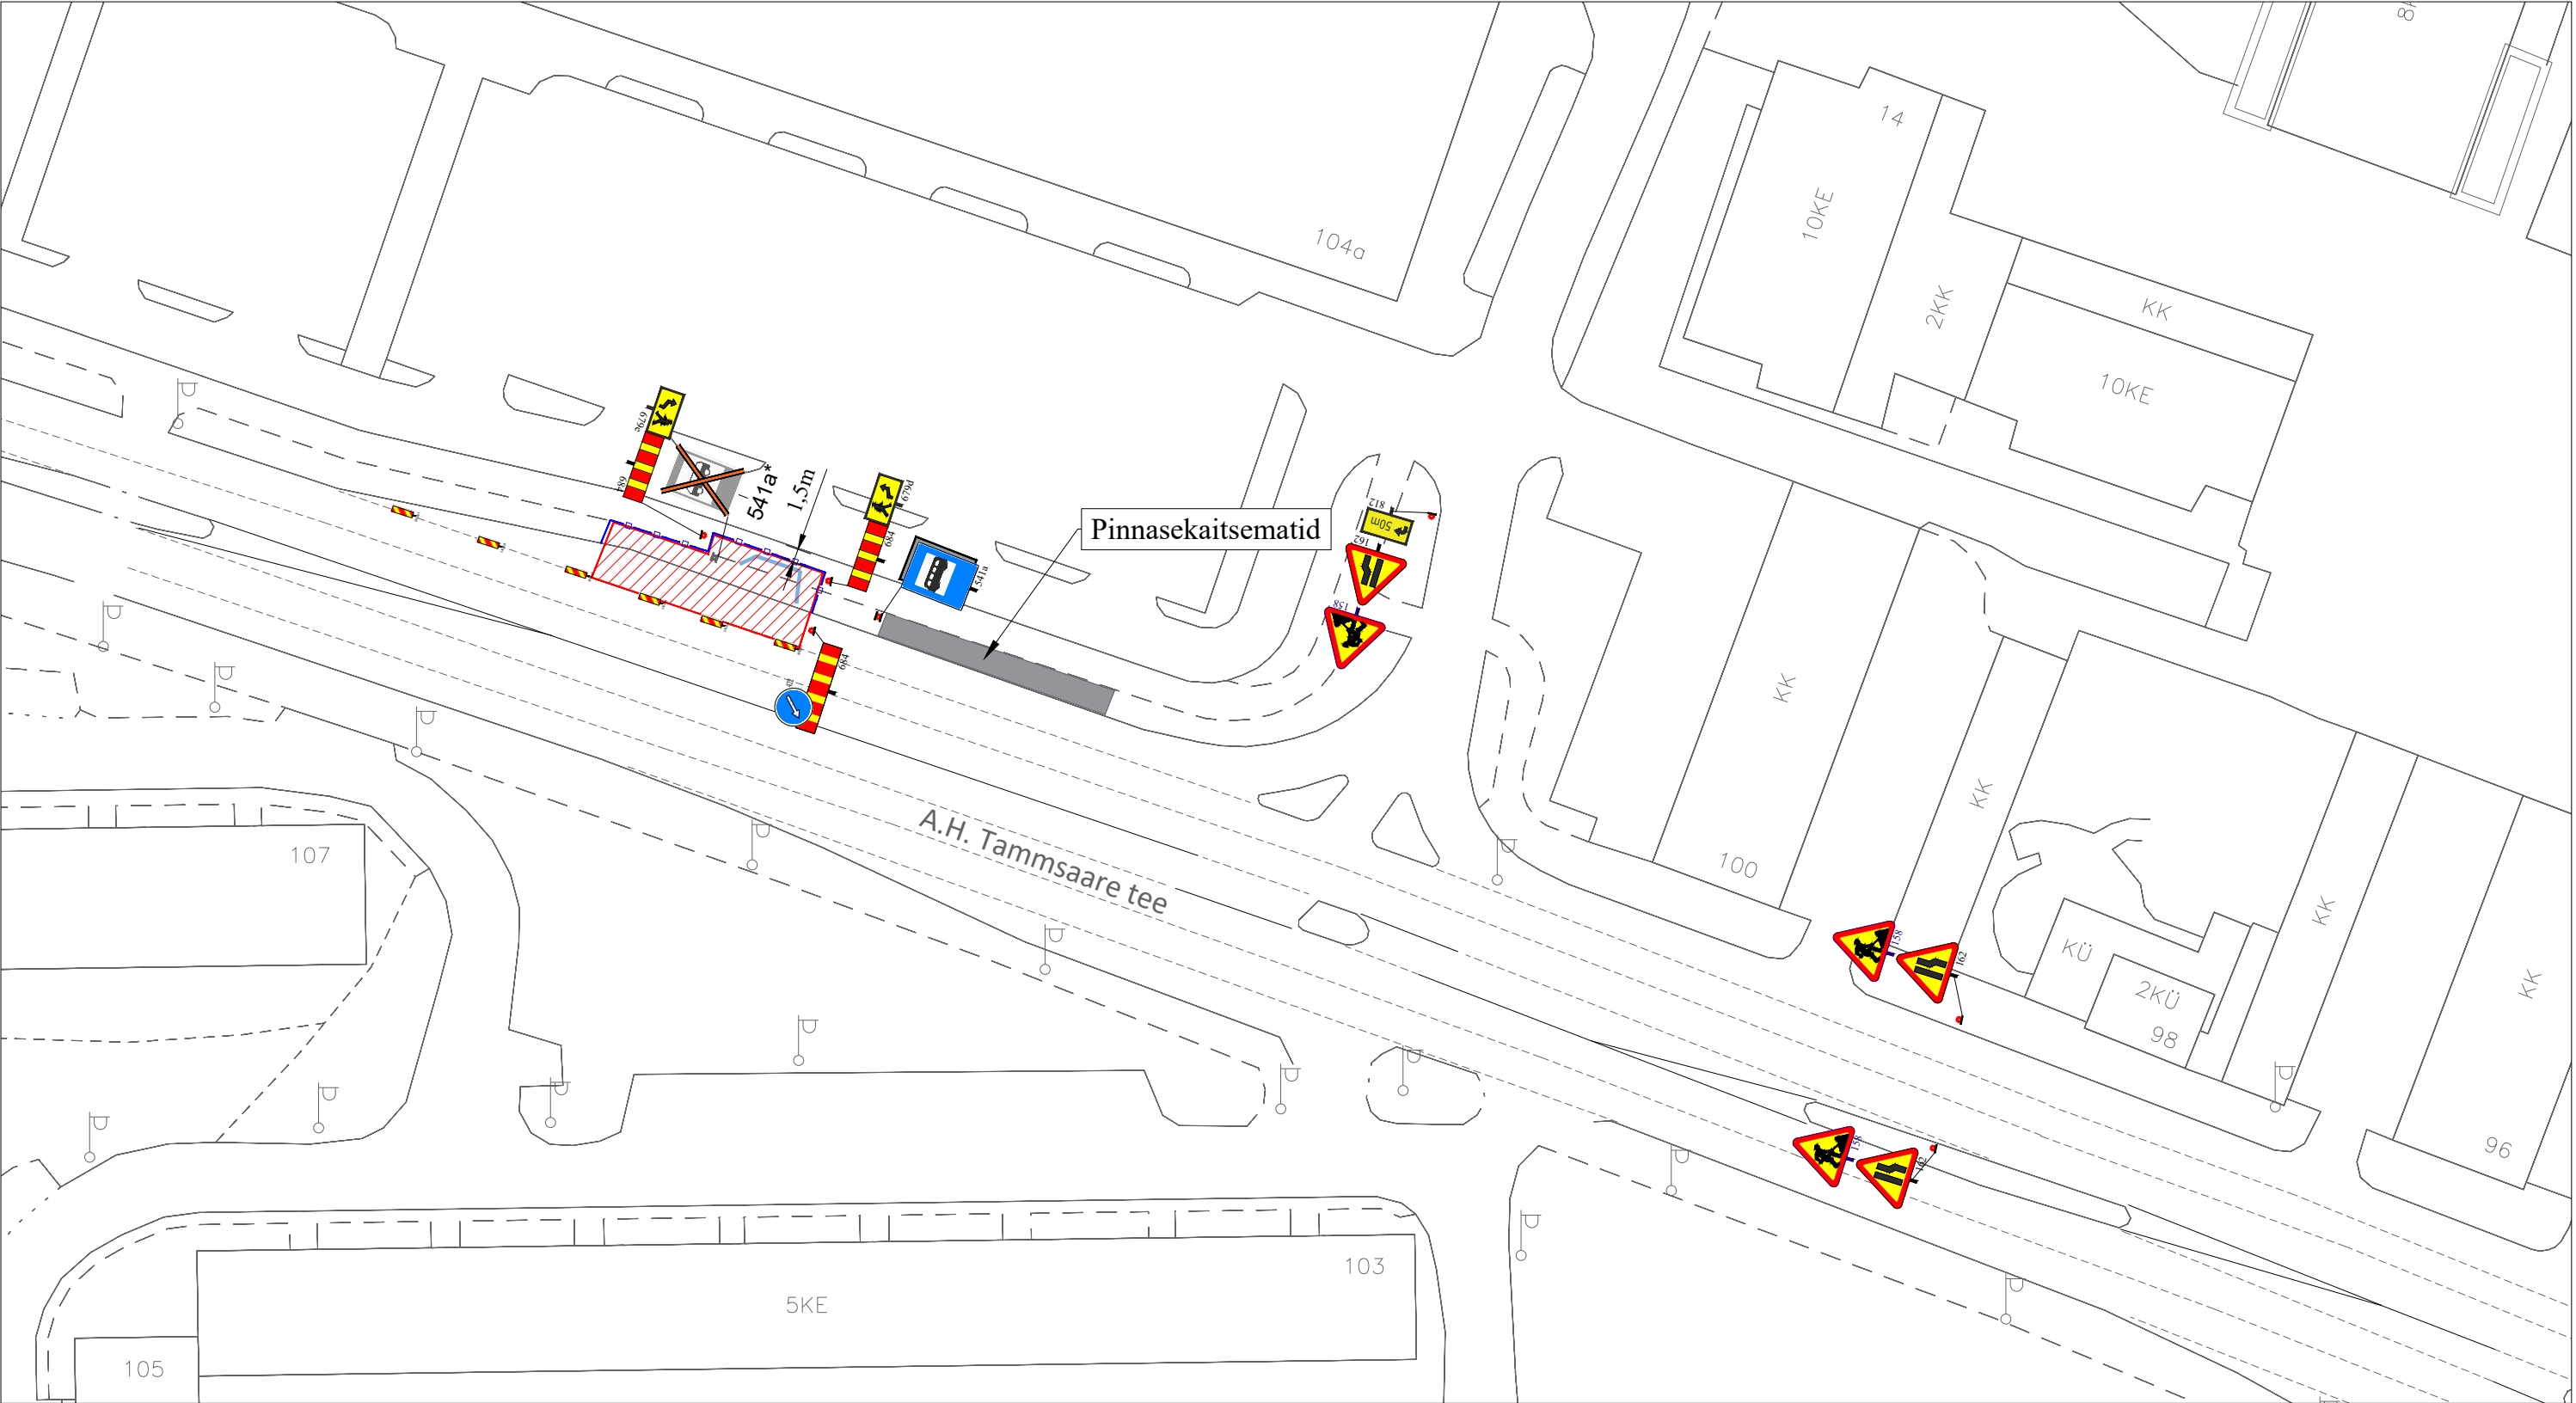 8K
14
10KE
104a
2KK
KK
10KE
679e
684
541a*
1,5m
679d
684
541a
Pinnasekaitsematid
812
50m
162
158
684
KK
A.H. Tammsaare tee
107
100
KK
KK
KK
158
162
KÜ
2KÜ
98
96
158
162
103
5KE
105